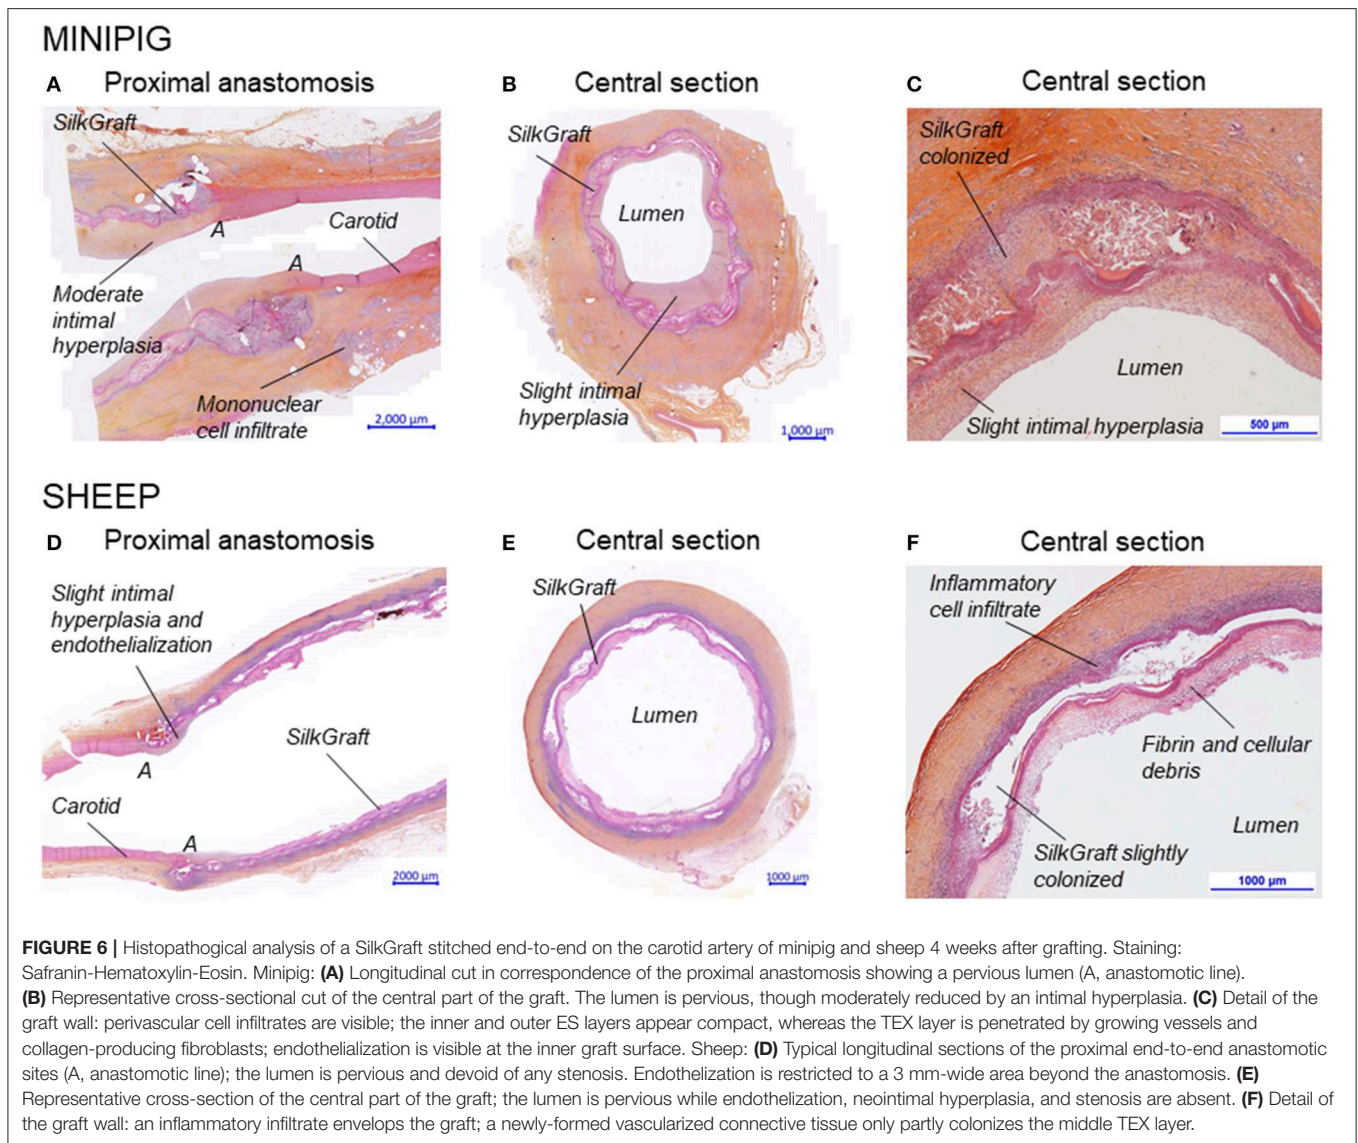 MINIPIG
A Proximal anastomosis
SilkGraft
A
Carotid
A
Moderate
intimal
hyperplasia
Mononuclear
cell infiltrate
2,000 µm
B Central section
SilkGraft
Lumen
Slight intimal
hyperplasia
1,000 µm
C Central section
SilkGraft
colonized
Lumen
Slight intimal hyperplasia
500 µm
SHEEP
D Proximal anastomosis
Slight intimal
hyperplasia and
endothelialization
SilkGraft
A
Carotid
A
2000 µm
E Central section
SilkGraft
Lumen
1000 µm
F Central section
Inflammatory
cell infiltrate
Fibrin and cellular
debris
Lumen
SilkGraft slightly
colonized
1000 µm
FIGURE 6 | Histopathogical analysis of a SilkGraft stitched end-to-end on the carotid artery of minipig and sheep 4 weeks after grafting. Staining:
Safranin-Hematoxylin-Eosin. Minipig: (A) Longitudinal cut in correspondence of the proximal anastomosis showing a pervious lumen (A, anastomotic line).
(B) Representative cross-sectional cut of the central part of the graft. The lumen is pervious, though moderately reduced by an intimal hyperplasia. (C) Detail of the
graft wall: perivascular cell infiltrates are visible; the inner and outer ES layers appear compact, whereas the TEX layer is penetrated by growing vessels and
collagen-producing fibroblasts; endothelialization is visible at the inner graft surface. Sheep: (D) Typical longitudinal sections of the proximal end-to-end anastomotic
sites (A, anastomotic line); the lumen is pervious and devoid of any stenosis. Endothelization is restricted to a 3 mm-wide area beyond the anastomosis. (E)
Representative cross-section of the central part of the graft; the lumen is pervious while endothelization, neointimal hyperplasia, and stenosis are absent. (F) Detail of
the graft wall: an inflammatory infiltrate envelops the graft; a newly-formed vascularized connective tissue only partly colonizes the middle TEX layer.